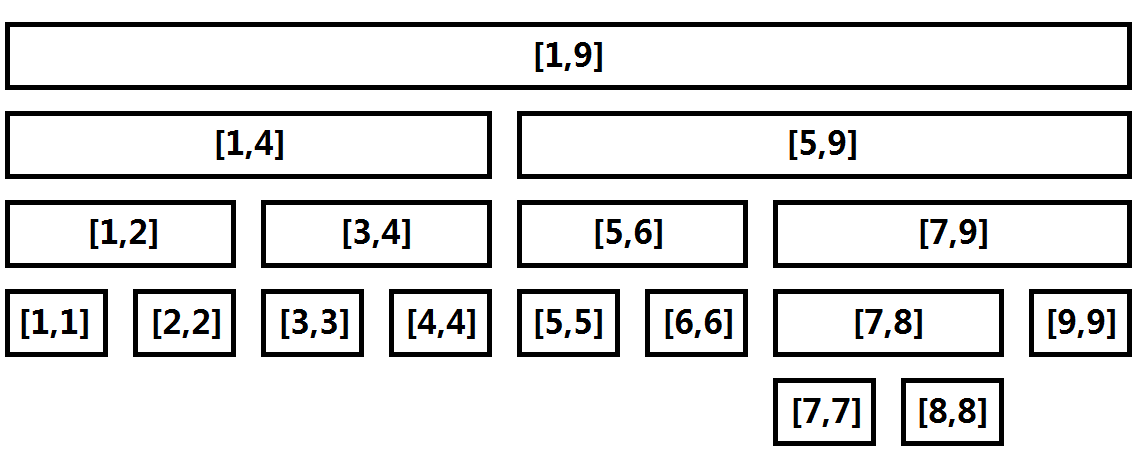 [1,9]
[1,4] [5,9]
[1,2] [3,4] [5,6] [7,9]
[1,1] [2,2] [3,3] [4,4] [5,5] [6,6] [7,8] [9,9]
[7,7] [8,8]